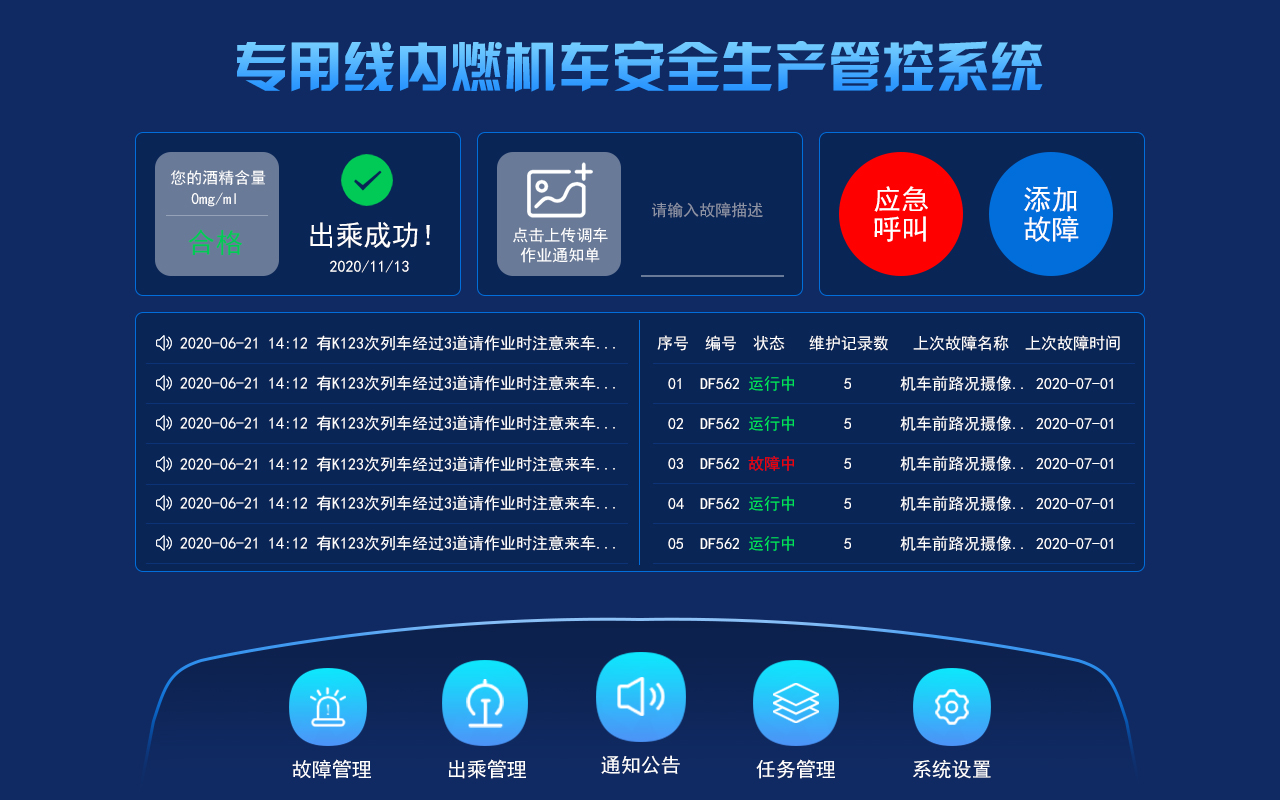 专用线内燃机车安全生产管控系统
您的酒精含量
0mg/ml
合格
出乘成功！
2020/11/13
点击上传调车
作业通知单
请输入故障描述
应急
呼叫
添加
故障
2020-06-21 14:12 有K123次列车经过3道请作业时注意来车...
2020-06-21 14:12 有K123次列车经过3道请作业时注意来车...
2020-06-21 14:12 有K123次列车经过3道请作业时注意来车...
2020-06-21 14:12 有K123次列车经过3道请作业时注意来车...
2020-06-21 14:12 有K123次列车经过3道请作业时注意来车...
2020-06-21 14:12 有K123次列车经过3道请作业时注意来车...
序号 编号 状态 维护记录数 上次故障名称 上次故障时间
01 DF562 运行中 5 机车前路况摄像.. 2020-07-01
02 DF562 运行中 5 机车前路况摄像.. 2020-07-01
03 DF562 故障中 5 机车前路况摄像.. 2020-07-01
04 DF562 运行中 5 机车前路况摄像.. 2020-07-01
05 DF562 运行中 5 机车前路况摄像.. 2020-07-01
故障管理
出乘管理
通知公告
任务管理
系统设置